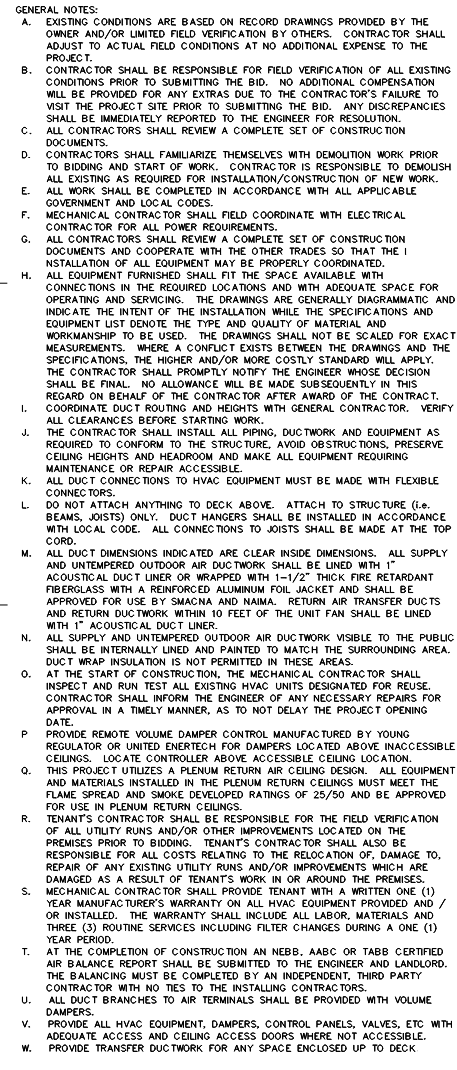 GENERAL NOTES:
A. EXISTING CONDITIONS ARE BASED ON RECORD DRAWINGS PROVIDED BY THE
OWNER AND/OR LIMITED FIELD VERIFICATION BY OTHERS. CONTRACTOR SHALL
ADJUST TO ACTUAL FIELD CONDITIONS AT NO ADDITIONAL EXPENSE TO THE
PROJECT.
B. CONTRACTOR SHALL BE RESPONSIBLE FOR FIELD VERIFICATION OF ALL EXISTING
CONDITIONS PRIOR TO SUBMITTING THE BID. NO ADDITIONAL COMPENSATION
WILL BE PROVIDED FOR ANY EXTRAS DUE TO THE CONTRACTOR'S FAILURE TO
VISIT THE PROJECT SITE PRIOR TO SUBMITTING THE BID. ANY DISCREPANCIES
SHALL BE IMMEDIATELY REPORTED TO THE ENGINEER FOR RESOLUTION.
C. ALL CONTRACTORS SHALL REVIEW A COMPLETE SET OF CONSTRUCTION
DOCUMENTS.
D. CONTRACTORS SHALL FAMILIARIZE THEMSELVES WITH DEMOLITION WORK PRIOR
TO BIDDING AND START OF WORK. CONTRACTOR IS RESPONSIBLE TO DEMOLISH
ALL EXISTING AS REQUIRED FOR INSTALLATION/CONSTRUCTION OF NEW WORK.
E. ALL WORK SHALL BE COMPLETED IN ACCORDANCE WITH ALL APPLICABLE
GOVERNMENT AND LOCAL CODES.
F. MECHANICAL CONTRACTOR SHALL FIELD COORDINATE WITH ELECTRICAL
CONTRACTOR FOR ALL POWER REQUIREMENTS.
G. ALL CONTRACTORS SHALL REVIEW A COMPLETE SET OF CONSTRUCTION
DOCUMENTS AND COOPERATE WITH THE OTHER TRADES SO THAT THE I
NSTALLATION OF ALL EQUIPMENT MAY BE PROPERLY COORDINATED.
H. ALL EQUIPMENT FURNISHED SHALL FIT THE SPACE AVAILABLE WITH
CONNECTIONS IN THE REQUIRED LOCATIONS AND WITH ADEQUATE SPACE FOR
OPERATING AND SERVICING. THE DRAWINGS ARE GENERALLY DIAGRAMMATIC AND
INDICATE THE INTENT OF THE INSTALLATION WHILE THE SPECIFICATIONS AND
EQUIPMENT LIST DENOTE THE TYPE AND QUALITY OF MATERIAL AND
WORKMANSHIP TO BE USED. THE DRAWINGS SHALL NOT BE SCALED FOR EXACT
MEASUREMENTS. WHERE A CONFLICT EXISTS BETWEEN THE DRAWINGS AND THE
SPECIFICATIONS, THE HIGHER AND/OR MORE COSTLY STANDARD WILL APPLY.
THE CONTRACTOR SHALL PROMPTLY NOTIFY THE ENGINEER WHOSE DECISION
SHALL BE FINAL. NO ALLOWANCE WILL BE MADE SUBSEQUENTLY IN THIS
REGARD ON BEHALF OF THE CONTRACTOR AFTER AWARD OF THE CONTRACT.
I. COORDINATE DUCT ROUTING AND HEIGHTS WITH GENERAL CONTRACTOR. VERIFY
ALL CLEARANCES BEFORE STARTING WORK.
J. THE CONTRACTOR SHALL INSTALL ALL PIPING, DUCTWORK AND EQUIPMENT AS
REQUIRED TO CONFORM TO THE STRUCTURE, AVOID OBSTRUCTIONS, PRESERVE
CEILING HEIGHTS AND HEADROOM AND MAKE ALL EQUIPMENT REQUIRING
MAINTENANCE OR REPAIR ACCESSIBLE.
K. ALL DUCT CONNECTIONS TO HVAC EQUIPMENT MUST BE MADE WITH FLEXIBLE
CONNECTORS.
L. DO NOT ATTACH ANYTHING TO DECK ABOVE. ATTACH TO STRUCTURE (i.e.
BEAMS, JOISTS) ONLY. DUCT HANGERS SHALL BE INSTALLED IN ACCORDANCE
WITH LOCAL CODE. ALL CONNECTIONS TO JOISTS SHALL BE MADE AT THE TOP
CORD.
M. ALL DUCT DIMENSIONS INDICATED ARE CLEAR INSIDE DIMENSIONS. ALL SUPPLY
AND UNTEMPERED OUTDOOR AIR DUCTWORK SHALL BE LINED WITH 1"
ACOUSTICAL DUCT LINER OR WRAPPED WITH 1-1/2" THICK FIRE RETARDANT
FIBERGLASS WITH A REINFORCED ALUMINUM FOIL JACKET AND SHALL BE
APPROVED FOR USE BY SMACNA AND NAIMA. RETURN AIR TRANSFER DUCTS
AND RETURN DUCTWORK WITHIN 10 FEET OF THE UNIT FAN SHALL BE LINED
WITH 1" ACOUSTICAL DUCT LINER.
N. ALL SUPPLY AND UNTEMPERED OUTDOOR AIR DUCTWORK VISIBLE TO THE PUBLIC
SHALL BE INTERNALLY LINED AND PAINTED TO MATCH THE SURROUNDING AREA.
DUCT WRAP INSULATION IS NOT PERMITTED IN THESE AREAS.
O. AT THE START OF CONSTRUCTION, THE MECHANICAL CONTRACTOR SHALL
INSPECT AND RUN TEST ALL EXISTING HVAC UNITS DESIGNATED FOR REUSE.
CONTRACTOR SHALL INFORM THE ENGINEER OF ANY NECESSARY REPAIRS FOR
APPROVAL IN A TIMELY MANNER, AS TO NOT DELAY THE PROJECT OPENING
DATE.
P PROVIDE REMOTE VOLUME DAMPER CONTROL MANUFACTURED BY YOUNG
REGULATOR OR UNITED ENERTECH FOR DAMPERS LOCATED ABOVE INACCESSIBLE
CEILINGS. LOCATE CONTROLLER ABOVE ACCESSIBLE CEILING LOCATION.
Q. THIS PROJECT UTILIZES A PLENUM RETURN AIR CEILING DESIGN. ALL EQUIPMENT
AND MATERIALS INSTALLED IN THE PLENUM RETURN CEILINGS MUST MEET THE
FLAME SPREAD AND SMOKE DEVELOPED RATINGS OF 25/50 AND BE APPROVED
FOR USE IN PLENUM RETURN CEILINGS.
R. TENANT'S CONTRACTOR SHALL BE RESPONSIBLE FOR THE FIELD VERIFICATION
OF ALL UTILITY RUNS AND/OR OTHER IMPROVEMENTS LOCATED ON THE
PREMISES PRIOR TO BIDDING. TENANT'S CONTRACTOR SHALL ALSO BE
RESPONSIBLE FOR ALL COSTS RELATING TO THE RELOCATION OF, DAMAGE TO,
REPAIR OF ANY EXISTING UTILITY RUNS AND/OR IMPROVEMENTS WHICH ARE
DAMAGED AS A RESULT OF TENANT'S WORK IN OR AROUND THE PREMISES.
S. MECHANICAL CONTRACTOR SHALL PROVIDE TENANT WITH A WRITTEN ONE (1)
YEAR MANUFACTURER'S WARRANTY ON ALL HVAC EQUIPMENT PROVIDED AND /
OR INSTALLED. THE WARRANTY SHALL INCLUDE ALL LABOR, MATERIALS AND
THREE (3) ROUTINE SERVICES INCLUDING FILTER CHANGES DURING A ONE (1)
YEAR PERIOD.
T. AT THE COMPLETION OF CONSTRUCTION AN NEBB, AABC OR TABB CERTIFIED
AIR BALANCE REPORT SHALL BE SUBMITTED TO THE ENGINEER AND LANDLORD.
THE BALANCING MUST BE COMPLETED BY AN INDEPENDENT, THIRD PARTY
CONTRACTOR WITH NO TIES TO THE INSTALLING CONTRACTORS.
U. ALL DUCT BRANCHES TO AIR TERMINALS SHALL BE PROVIDED WITH VOLUME
DAMPERS.
V. PROVIDE ALL HVAC EQUIPMENT, DAMPERS, CONTROL PANELS, VALVES, ETC WITH
ADEQUATE ACCESS AND CEILING ACCESS DOORS WHERE NOT ACCESSIBLE.
W. PROVIDE TRANSFER DUCTWORK FOR ANY SPACE ENCLOSED UP TO DECK